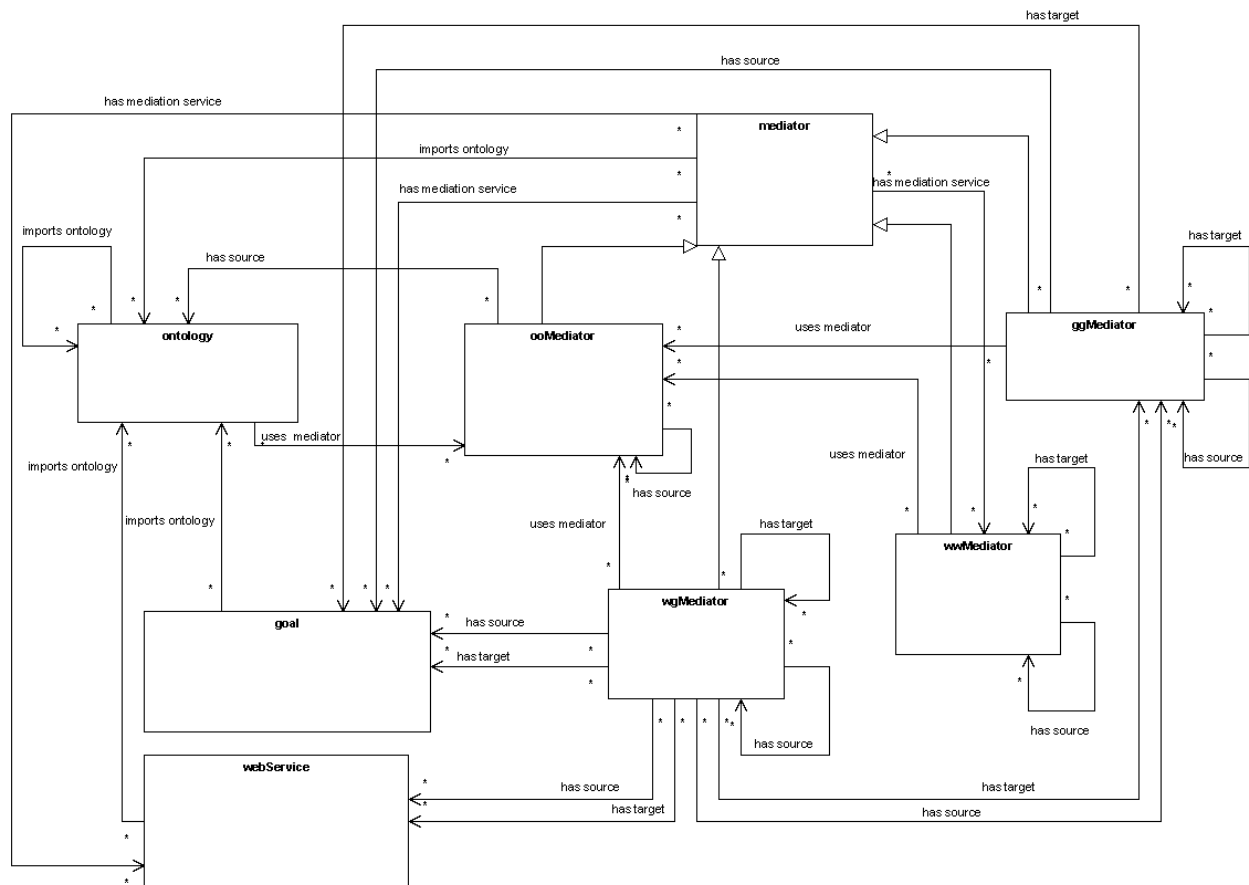 has target
has source
has mediation service
mediator
*
imports ontology
*
*
has mediation service
has mediation service
*
imports ontology
has target
has source
*
*
*
*
*
*
*
*
*
*
ontology
ooMediator
uses mediator
ggMediator
*
*
*
*
*
*
uses mediator
*
*
*
**
imports ontology
has source
uses mediator
has target
has source
*
*
imports ontology
uses mediator
has target
*
*
*
*
wwMediator
*
*
*
*
*
*
*
wgMediator
*
goal
*
has source
*
*
*
has target
*
*
*
has source
*
*
**
has source
webService
*
has source
has target
*
has target
has source
*
*